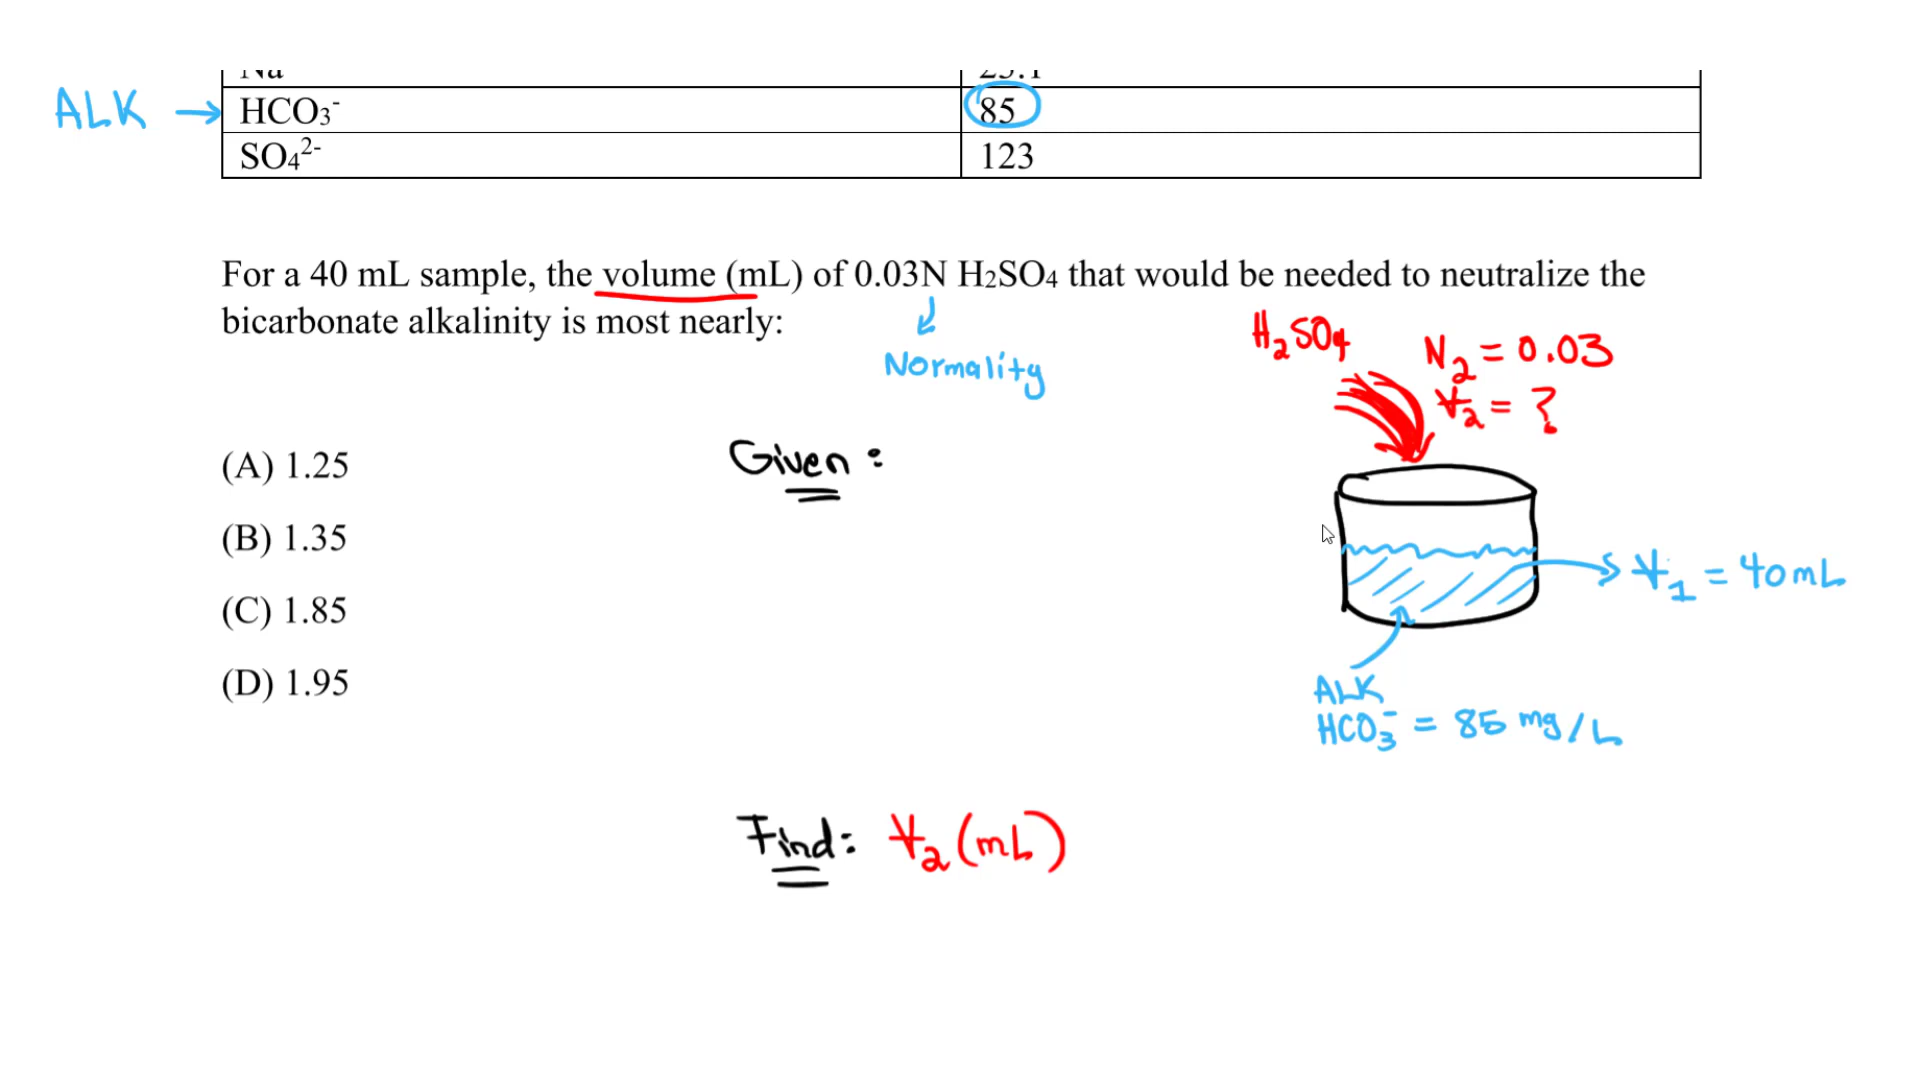 ALK → HCO₃⁻ 85
SO₄²⁻ 123
For a 40 mL sample, the volume (mL) of 0.03N H₂SO₄ that would be needed to neutralize the
bicarbonate alkalinity is most nearly:
Normality
H₂SO₄
N₂ = 0.03
V₂ = ?
(A) 1.25
(B) 1.35
(C) 1.85
(D) 1.95
Given:
V₁ = 40 mL
ALK
HCO₃⁻ = 85 mg/L
Find: V₂ (mL)